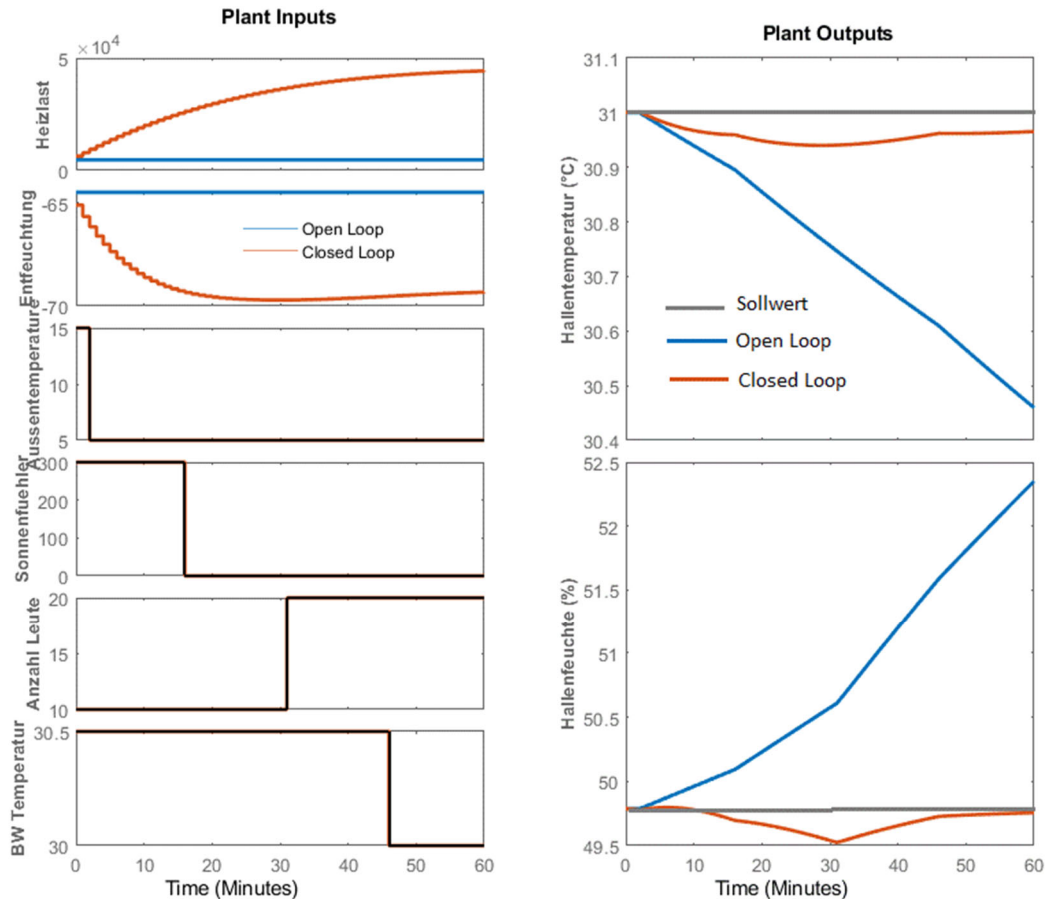 Plant Inputs
× 10⁴
5
0
Heizlast
-65
-70
Entfeuchtung
Open Loop
Closed Loop
15
10
5
Aussentemperature
300
200
100
0
Sonnenfuehler
20
15
10
Anzahl Leute
30.5
30
BW Temperatur
0
10
20
30
40
50
60
Time (Minutes)
Plant Outputs
31.1
31
30.9
30.8
30.7
30.6
30.5
30.4
Hallentemperatur (°C)
Sollwert
Open Loop
Closed Loop
52.5
52
51.5
51
50.5
50
49.5
Hallenfeuchte (%)
0
10
20
30
40
50
60
Time (Minutes)